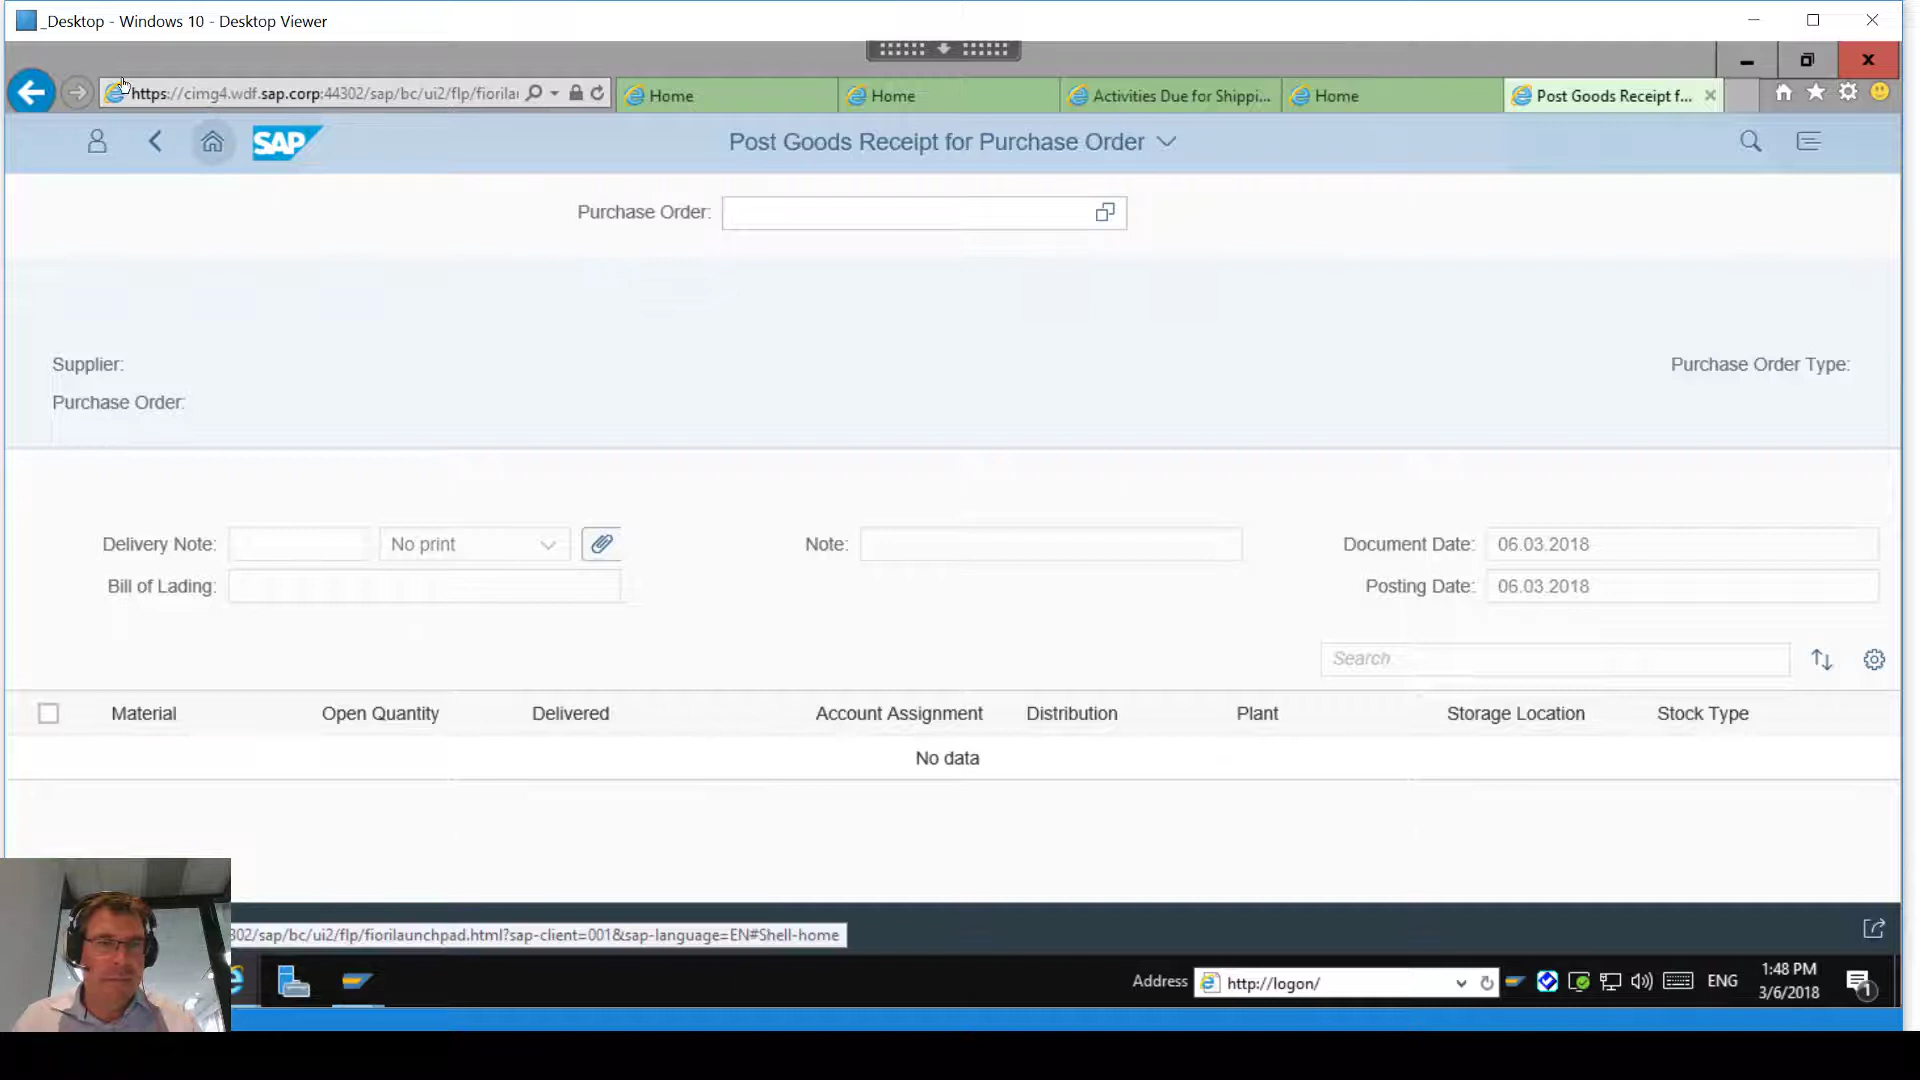 _Desktop - Windows 10 - Desktop Viewer
https://cimg4.wdf.sap.corp:44302/sap/bc/ui2/flp/fiorilau
Home
Home
Activities Due for Shippi...
Home
Post Goods Receipt f...
SAP
Post Goods Receipt for Purchase Order
Purchase Order:
Supplier:
Purchase Order Type:
Purchase Order:
Delivery Note:
No print
Note:
Document Date:
06.03.2018
Bill of Lading:
Posting Date:
06.03.2018
Search
Material
Open Quantity
Delivered
Account Assignment
Distribution
Plant
Storage Location
Stock Type
No data
302/sap/bc/ui2/flp/fiorilaunchpad.html?sap-client=001&sap-language=EN#Shell-home
Address
http://logon/
ENG
1:48 PM
3/6/2018
1